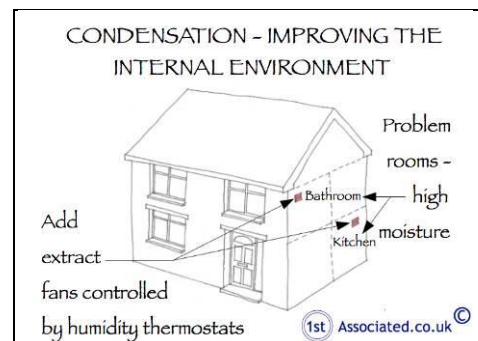 CONDENSATION - IMPROVING THE
INTERNAL ENVIRONMENT
Problem
rooms -
high
moisture
Bathroom
Kitchen
Add
extract
fans controlled
by humidity thermostats
1st Associated.co.uk ©